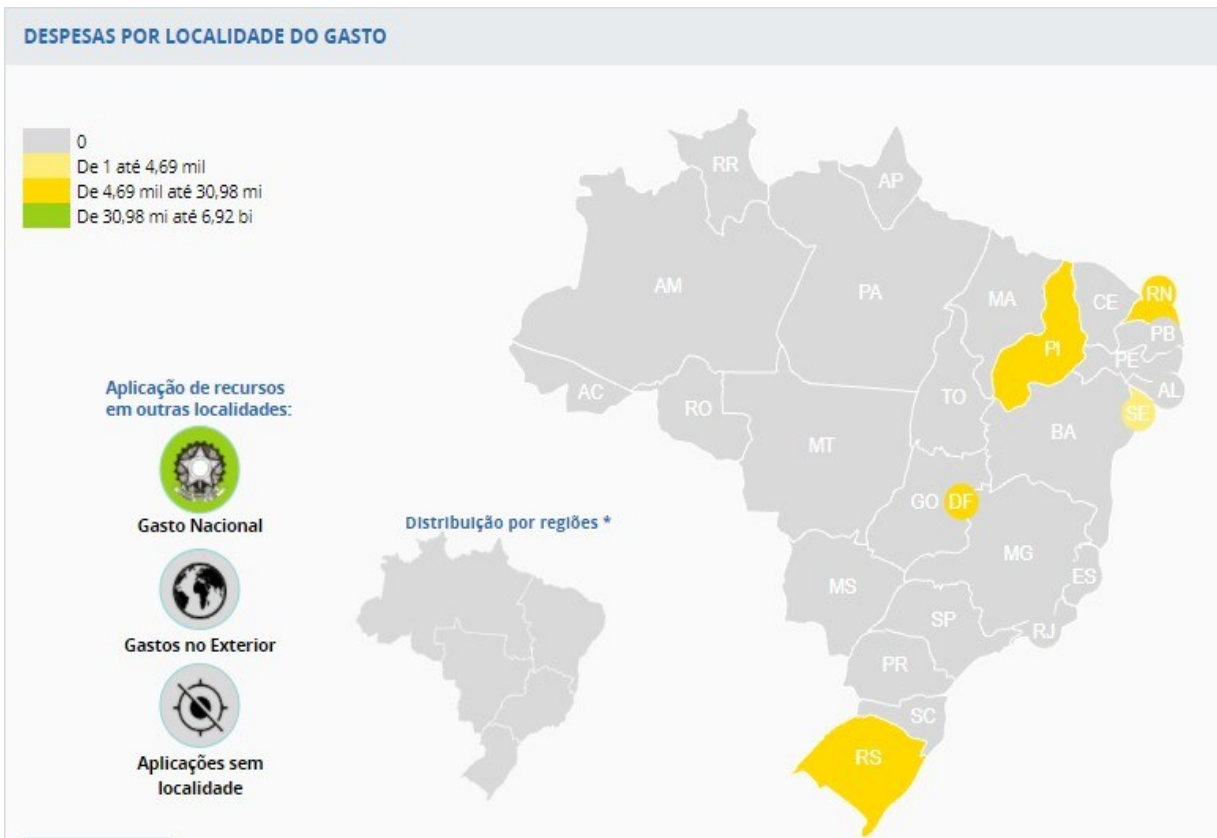 DESPESAS POR LOCALIDADE DO GASTO
0
De 1 até 4,69 mil
De 4,69 mil até 30,98 mi
De 30,98 mi até 6,92 bi
RR
AP
AM
PA
MA
CE
RN
PI
PB
PE
AC
RO
TO
AL
SE
MT
BA
GO
DF
MG
MS
ES
SP
RJ
PR
SC
RS
Aplicação de recursos
em outras localidades:
Gasto Nacional
Gastos no Exterior
Aplicações sem
localidade
Distribuição por regiões *